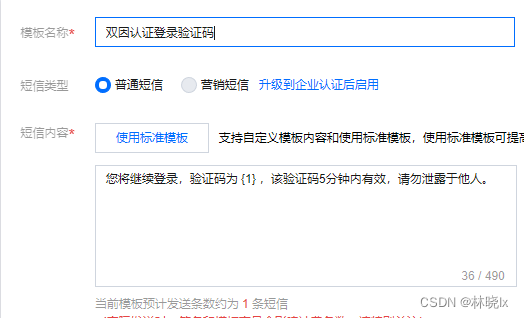 模板名称* 双因认证登录验证码
短信类型 普通短信 营销短信 升级到企业认证后启用
短信内容* 使用标准模板 支持自定义模板内容和使用标准模板，使用标准模板可提高
您将继续登录，验证码为 {1} ，该验证码5分钟内有效，请勿泄露于他人。
36 / 490
当前模板预计发送条数约为 1 条短信
CSDN @林晓lx